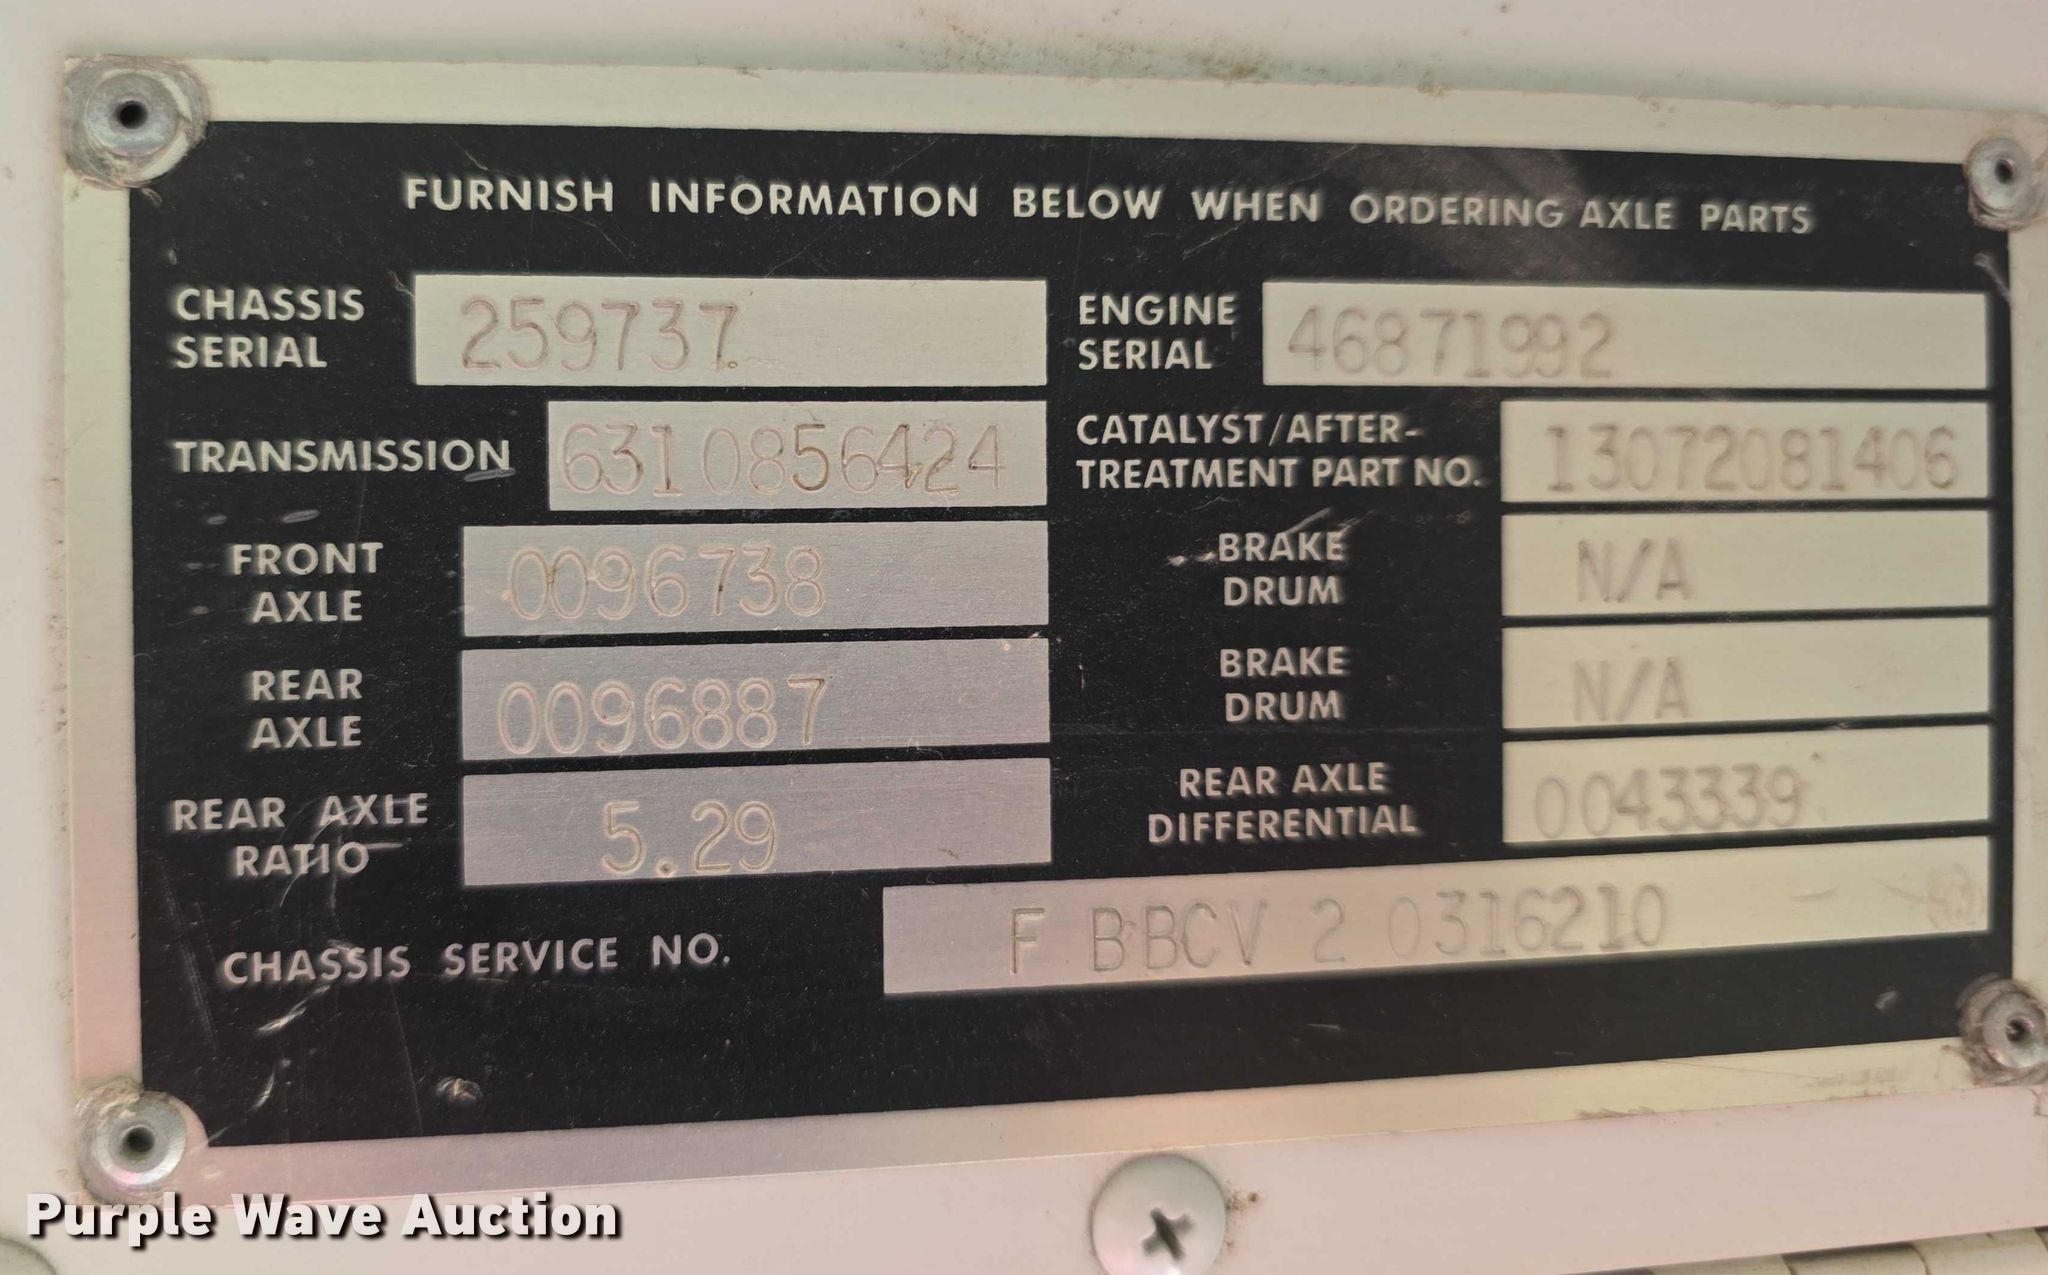 FURNISH INFORMATION BELOW WHEN ORDERING AXLE PARTS
CHASSIS SERIAL 259737
ENGINE SERIAL 46871992
TRANSMISSION 6310856424
CATALYST/AFTER-TREATMENT PART NO. 13072081406
FRONT AXLE 0096738
BRAKE DRUM N/A
REAR AXLE 0096887
BRAKE DRUM N/A
REAR AXLE RATIO 5.29
REAR AXLE DIFFERENTIAL 0043339
CHASSIS SERVICE NO. F BBCV 2 0316210
Purple Wave Auction